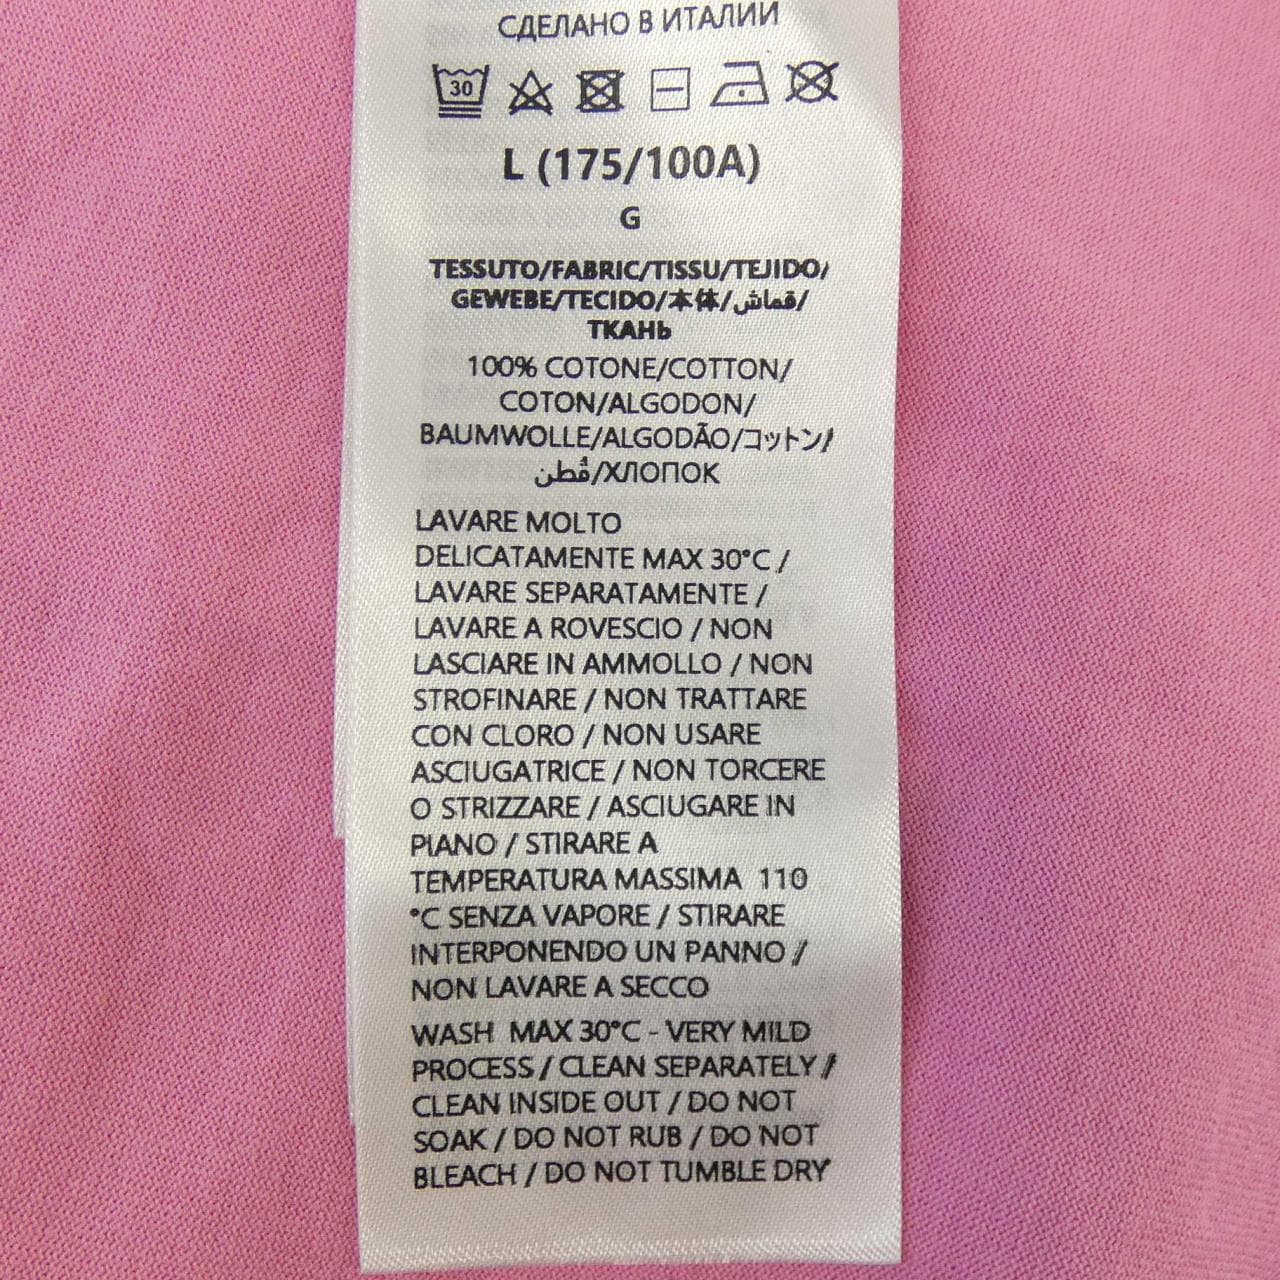 СДЕЛАНО В ИТАЛИИ
30
L (175/100A)
G
TESSUTO/FABRIC/TISSU/TEJIDO/
GEWEBE/TECIDO/本体/قماش/
ТКАНЬ
100% COTONE/COTTON/
COTON/ALGODON/
BAUMWOLLE/ALGODÃO/コットン/
قُطن/ХЛОПОК
LAVARE MOLTO
DELICATAMENTE MAX 30°C /
LAVARE SEPARATAMENTE /
LAVARE A ROVESCIO / NON
LASCIARE IN AMMOLLO / NON
STROFINARE / NON TRATTARE
CON CLORO / NON USARE
ASCIUGATRICE / NON TORCERE
O STRIZZARE / ASCIUGARE IN
PIANO / STIRARE A
TEMPERATURA MASSIMA 110
°C SENZA VAPORE / STIRARE
INTERPONENDO UN PANNO /
NON LAVARE A SECCO
WASH MAX 30°C - VERY MILD
PROCESS / CLEAN SEPARATELY /
CLEAN INSIDE OUT / DO NOT
SOAK / DO NOT RUB / DO NOT
BLEACH / DO NOT TUMBLE DRY